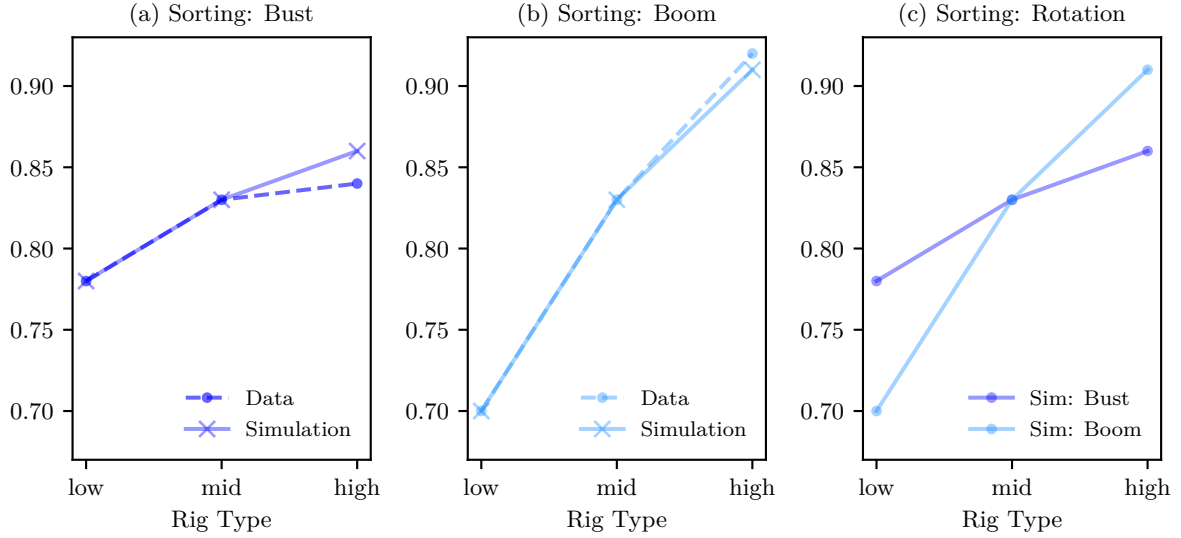 (a) Sorting: Bust
0.90
0.85
0.80
0.75
0.70
Data
Simulation
low mid high
Rig Type
(b) Sorting: Boom
0.90
0.85
0.80
0.75
0.70
Data
Simulation
low mid high
Rig Type
(c) Sorting: Rotation
0.90
0.85
0.80
0.75
0.70
Sim: Bust
Sim: Boom
low mid high
Rig Type